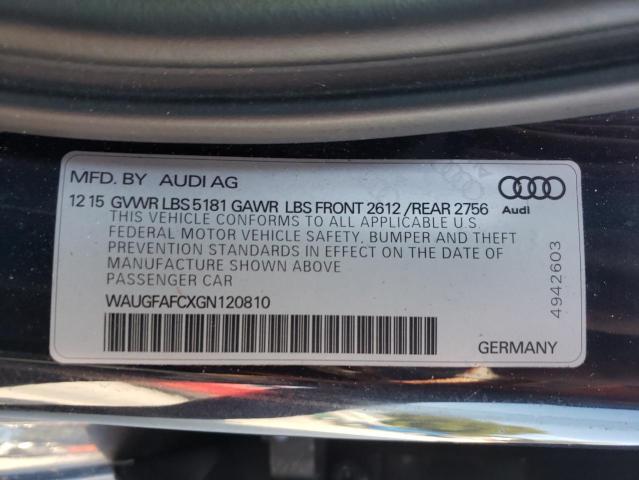 MFD. BY AUDI AG
12 15 GVWR LBS 5181 GAWR LBS FRONT 2612 /REAR 2756
THIS VEHICLE CONFORMS TO ALL APPLICABLE U.S
FEDERAL MOTOR VEHICLE SAFETY, BUMPER AND THEFT
PREVENTION STANDARDS IN EFFECT ON THE DATE OF
MANUFACTURE SHOWN ABOVE
PASSENGER CAR
WAUGFAFCXGN120810
GERMANY
Audi
4942603